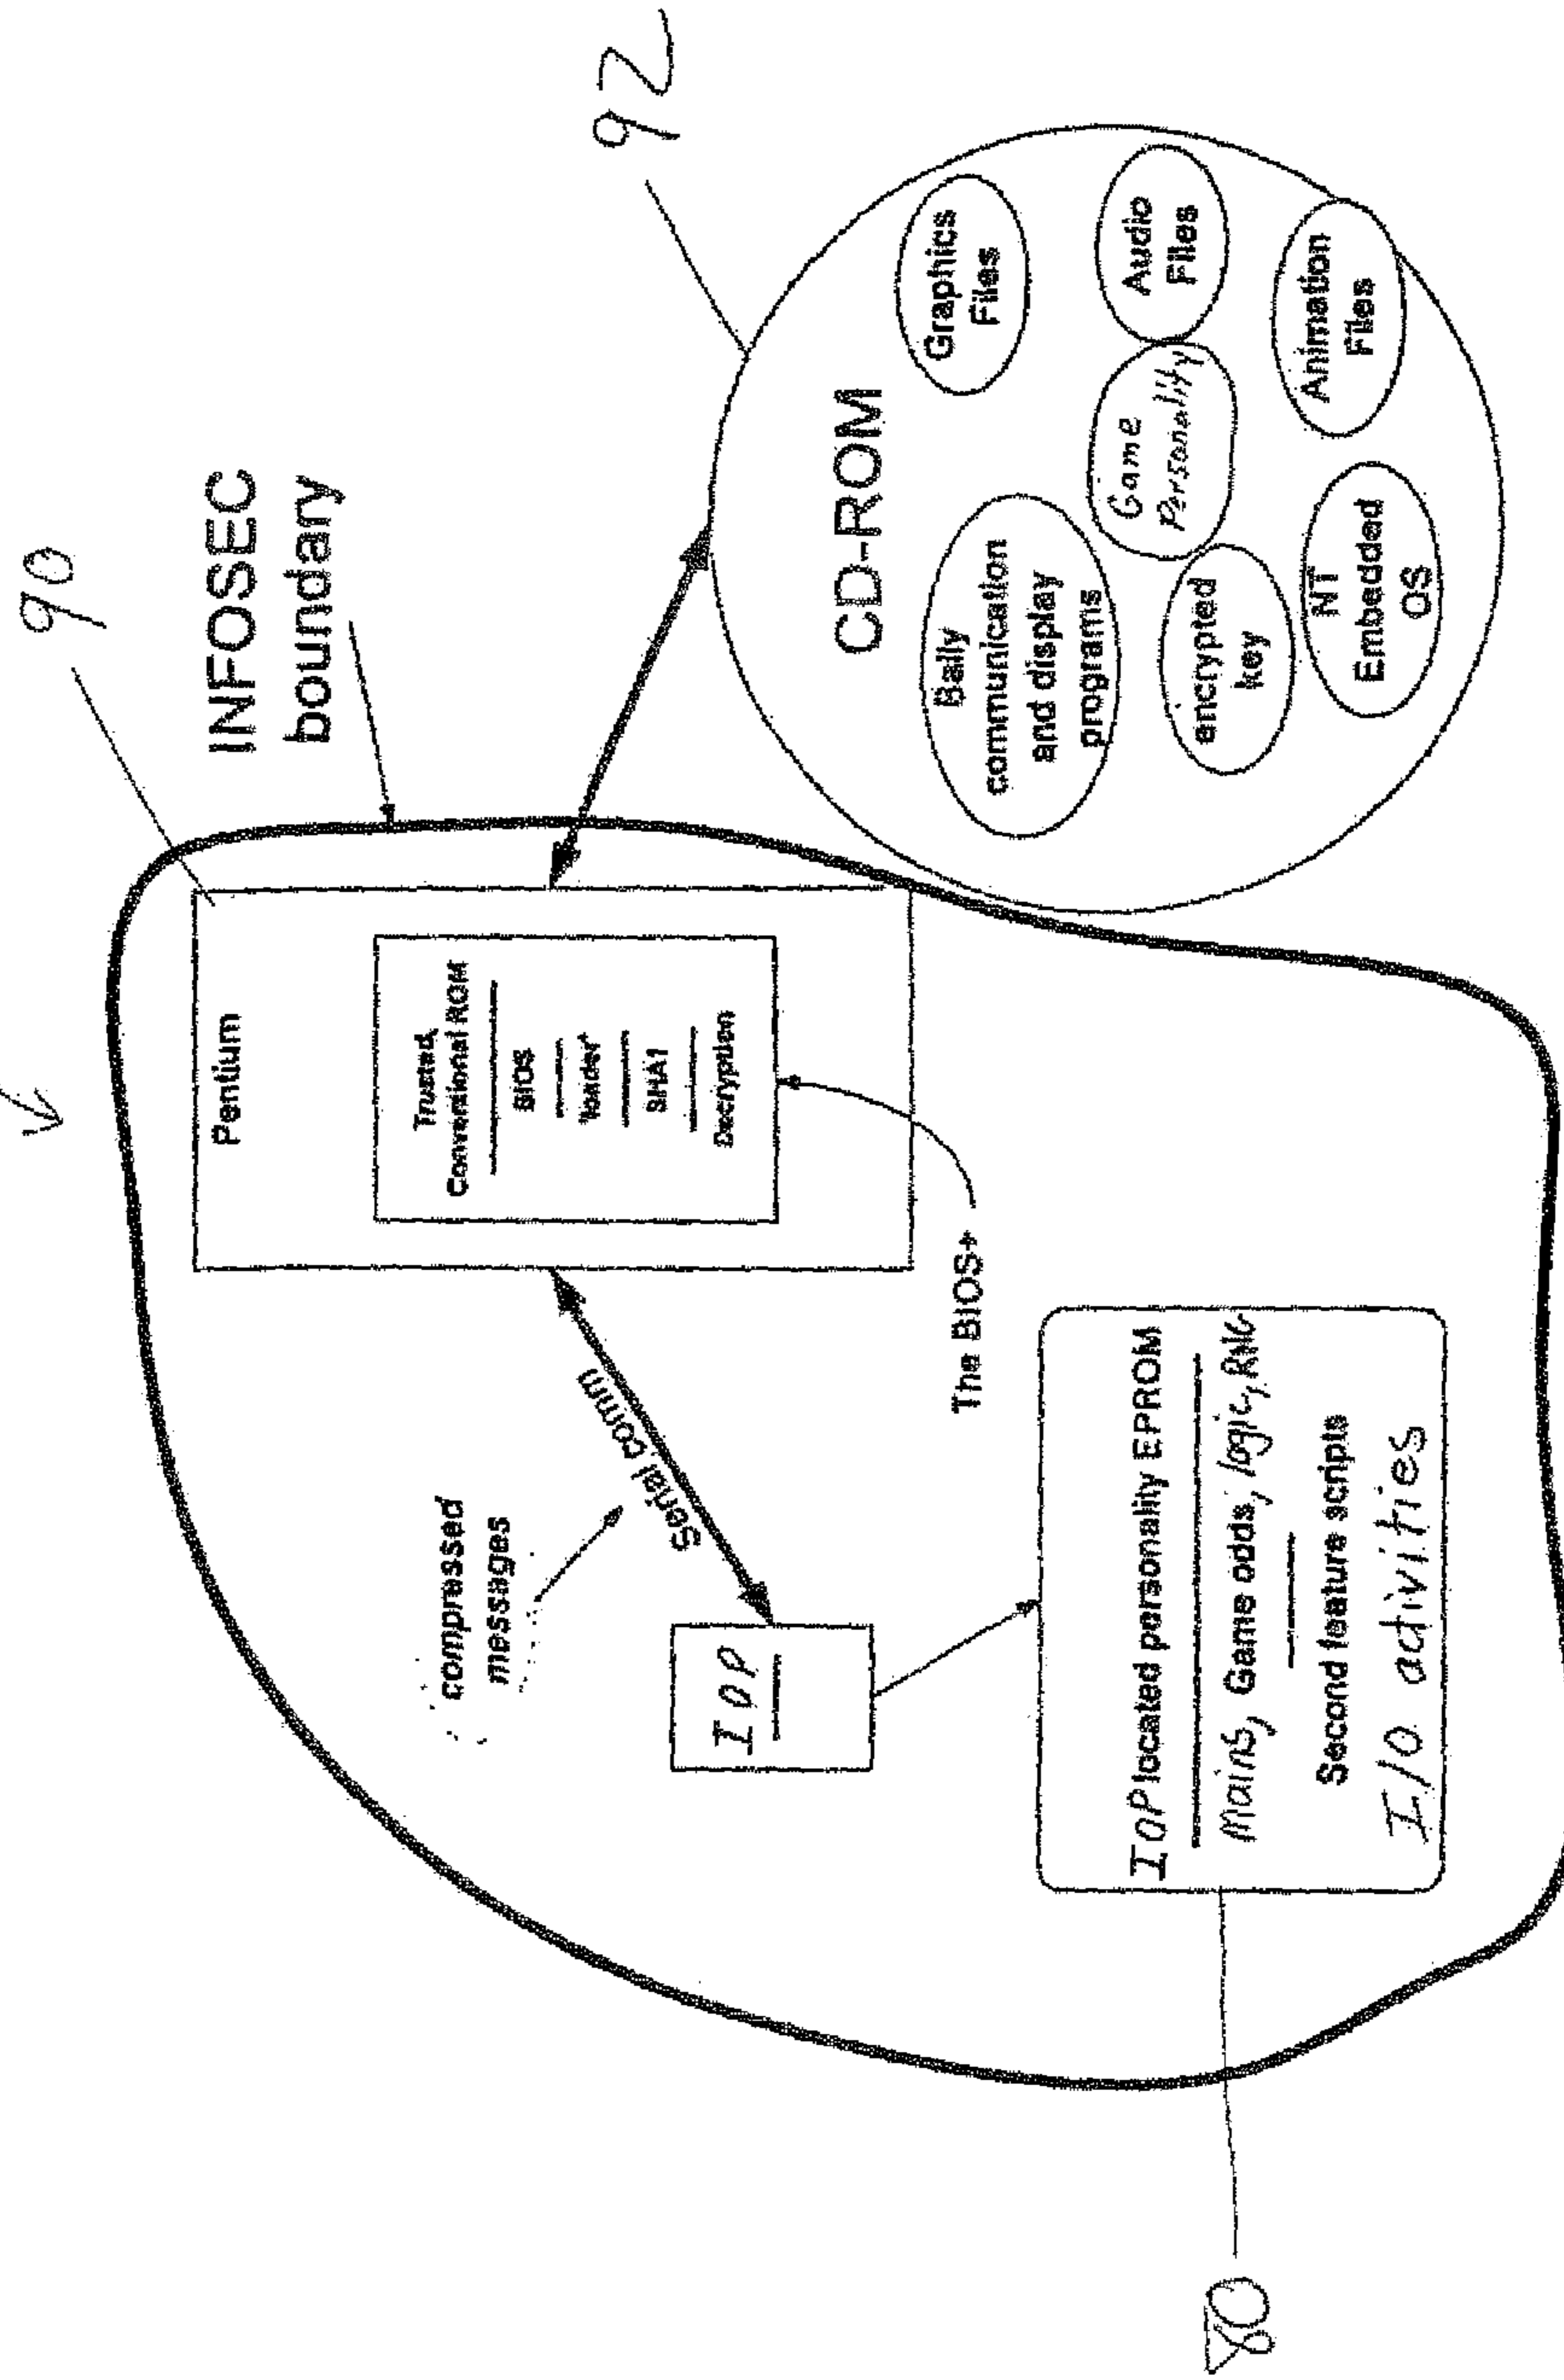 90
INFOSEC
boundary
Pentium
Trusted,
Conventional ROM
BIOS
'loader'
SHA1
Decryption
The BIOS+
compressed
messages
Serial comm
IOP
IOP located personality EPROM
Mains, Game odds, logic, RNG
Second feature scripts
I/O activities
80
92
CD-ROM
Graphics
Files
Bally
communication
and display
programs
Game
Personality
Audio
Files
encrypted
key
NT
Embedded
OS
Animation
Files